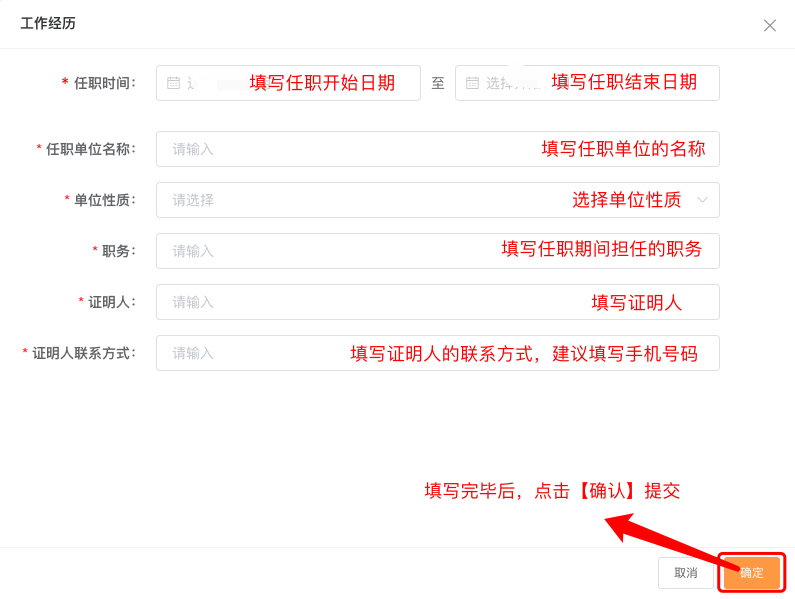 工作经历
* 任职时间： 填写任职开始日期 至 选择 填写任职结束日期
* 任职单位名称： 请输入 填写任职单位的名称
* 单位性质： 请选择 选择单位性质
* 职务： 请输入 填写任职期间担任的职务
* 证明人： 请输入 填写证明人
* 证明人联系方式： 请输入 填写证明人的联系方式，建议填写手机号码
填写完毕后，点击【确认】提交
取消 确定